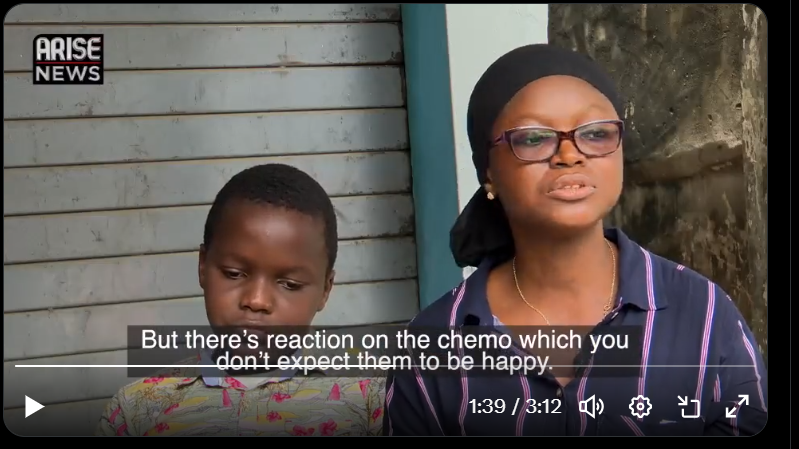 ARISE
NEWS
But there’s reaction on the chemo which you
don’t expect them to be happy.
1:39 / 3:12